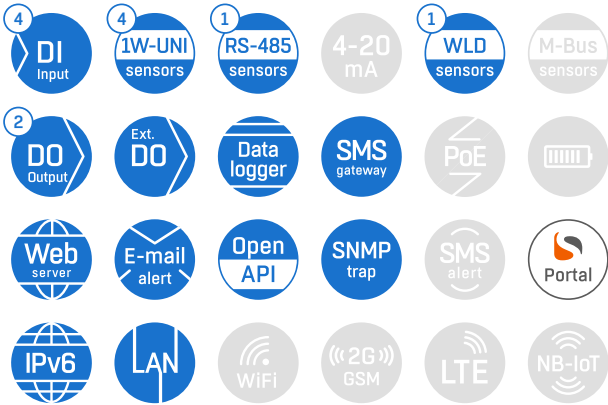 4
DI
Input
4
1W-UNI
sensors
1
RS-485
sensors
4-20
mA
1
WLD
sensors
M-Bus
sensors
2
DO
Output
Ext.
DO
Data
logger
SMS
gateway
PoE
Web
server
E-mail
alert
Open
API
SNMP
trap
SMS
alert
Portal
IPv6
LAN
WiFi
2G
GSM
LTE
NB-IoT